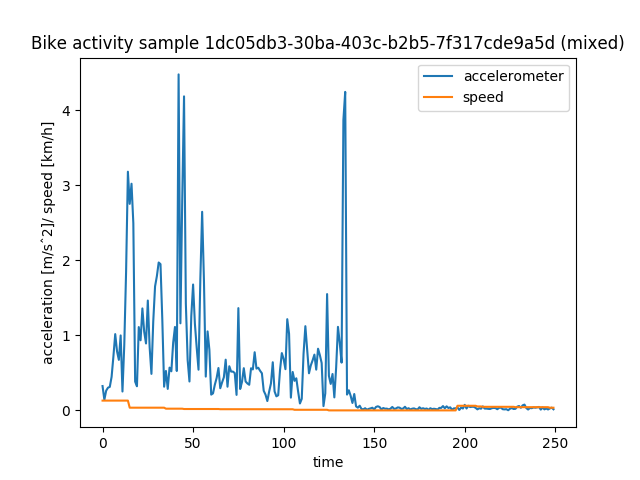 Bike activity sample 1dc05db3-30ba-403c-b2b5-7f317cde9a5d (mixed)
accelerometer
speed
acceleration [m/s^2]/ speed [km/h]
4
3
2
1
0
0 50 100 150 200 250
time